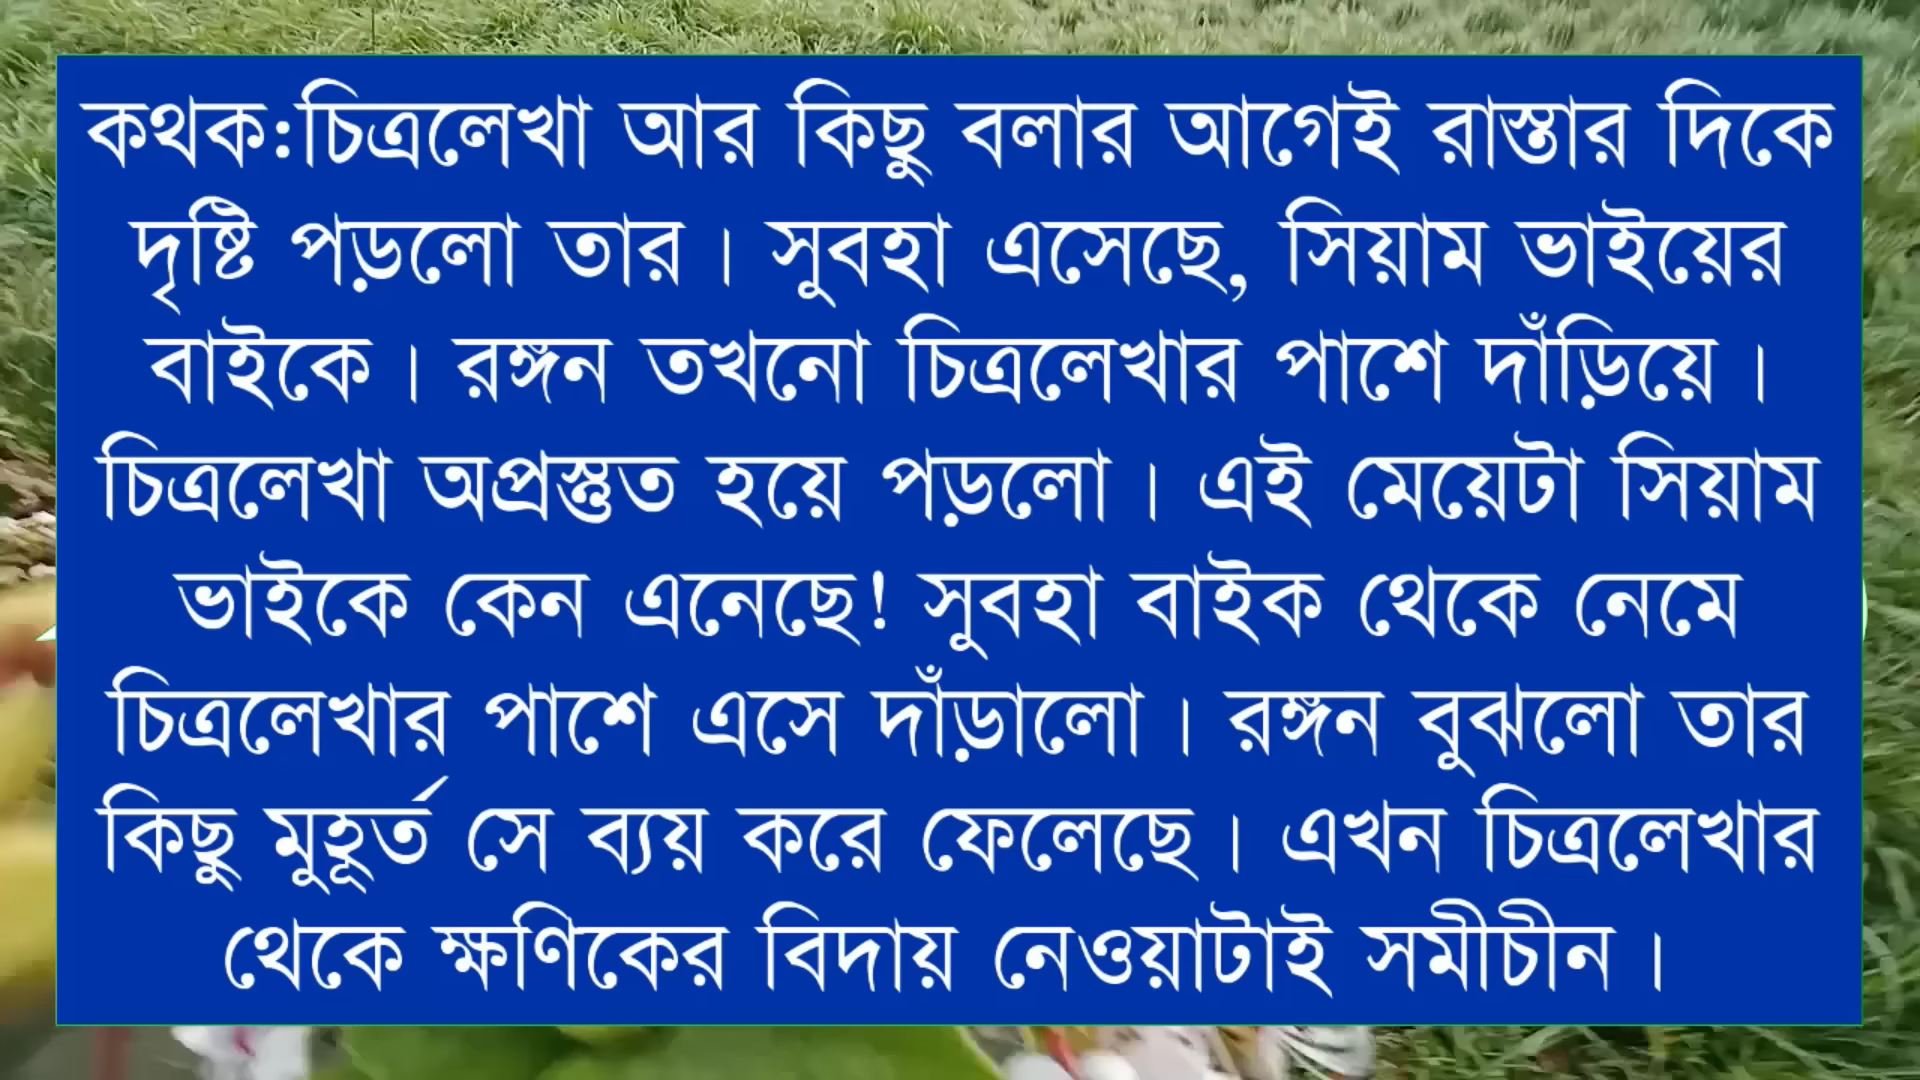 কথক:চিত্রলেখা আর কিছু বলার আগেই রাস্তার দিকে
দৃষ্টি পড়লো তার। সুবহা এসেছে, সিয়াম ভাইয়ের
বাইকে। রঙ্গন তখনো চিত্রলেখার পাশে দাঁড়িয়ে।
চিত্রলেখা অপ্রস্তুত হয়ে পড়লো। এই মেয়েটা সিয়াম
ভাইকে কেন এনেছে! সুবহা বাইক থেকে নেমে
চিত্রলেখার পাশে এসে দাঁড়ালো। রঙ্গন বুঝলো তার
কিছু মুহূর্ত সে ব্যয় করে ফেলেছে। এখন চিত্রলেখার
থেকে ক্ষণিকের বিদায় নেওয়াটাই সমীচীন।